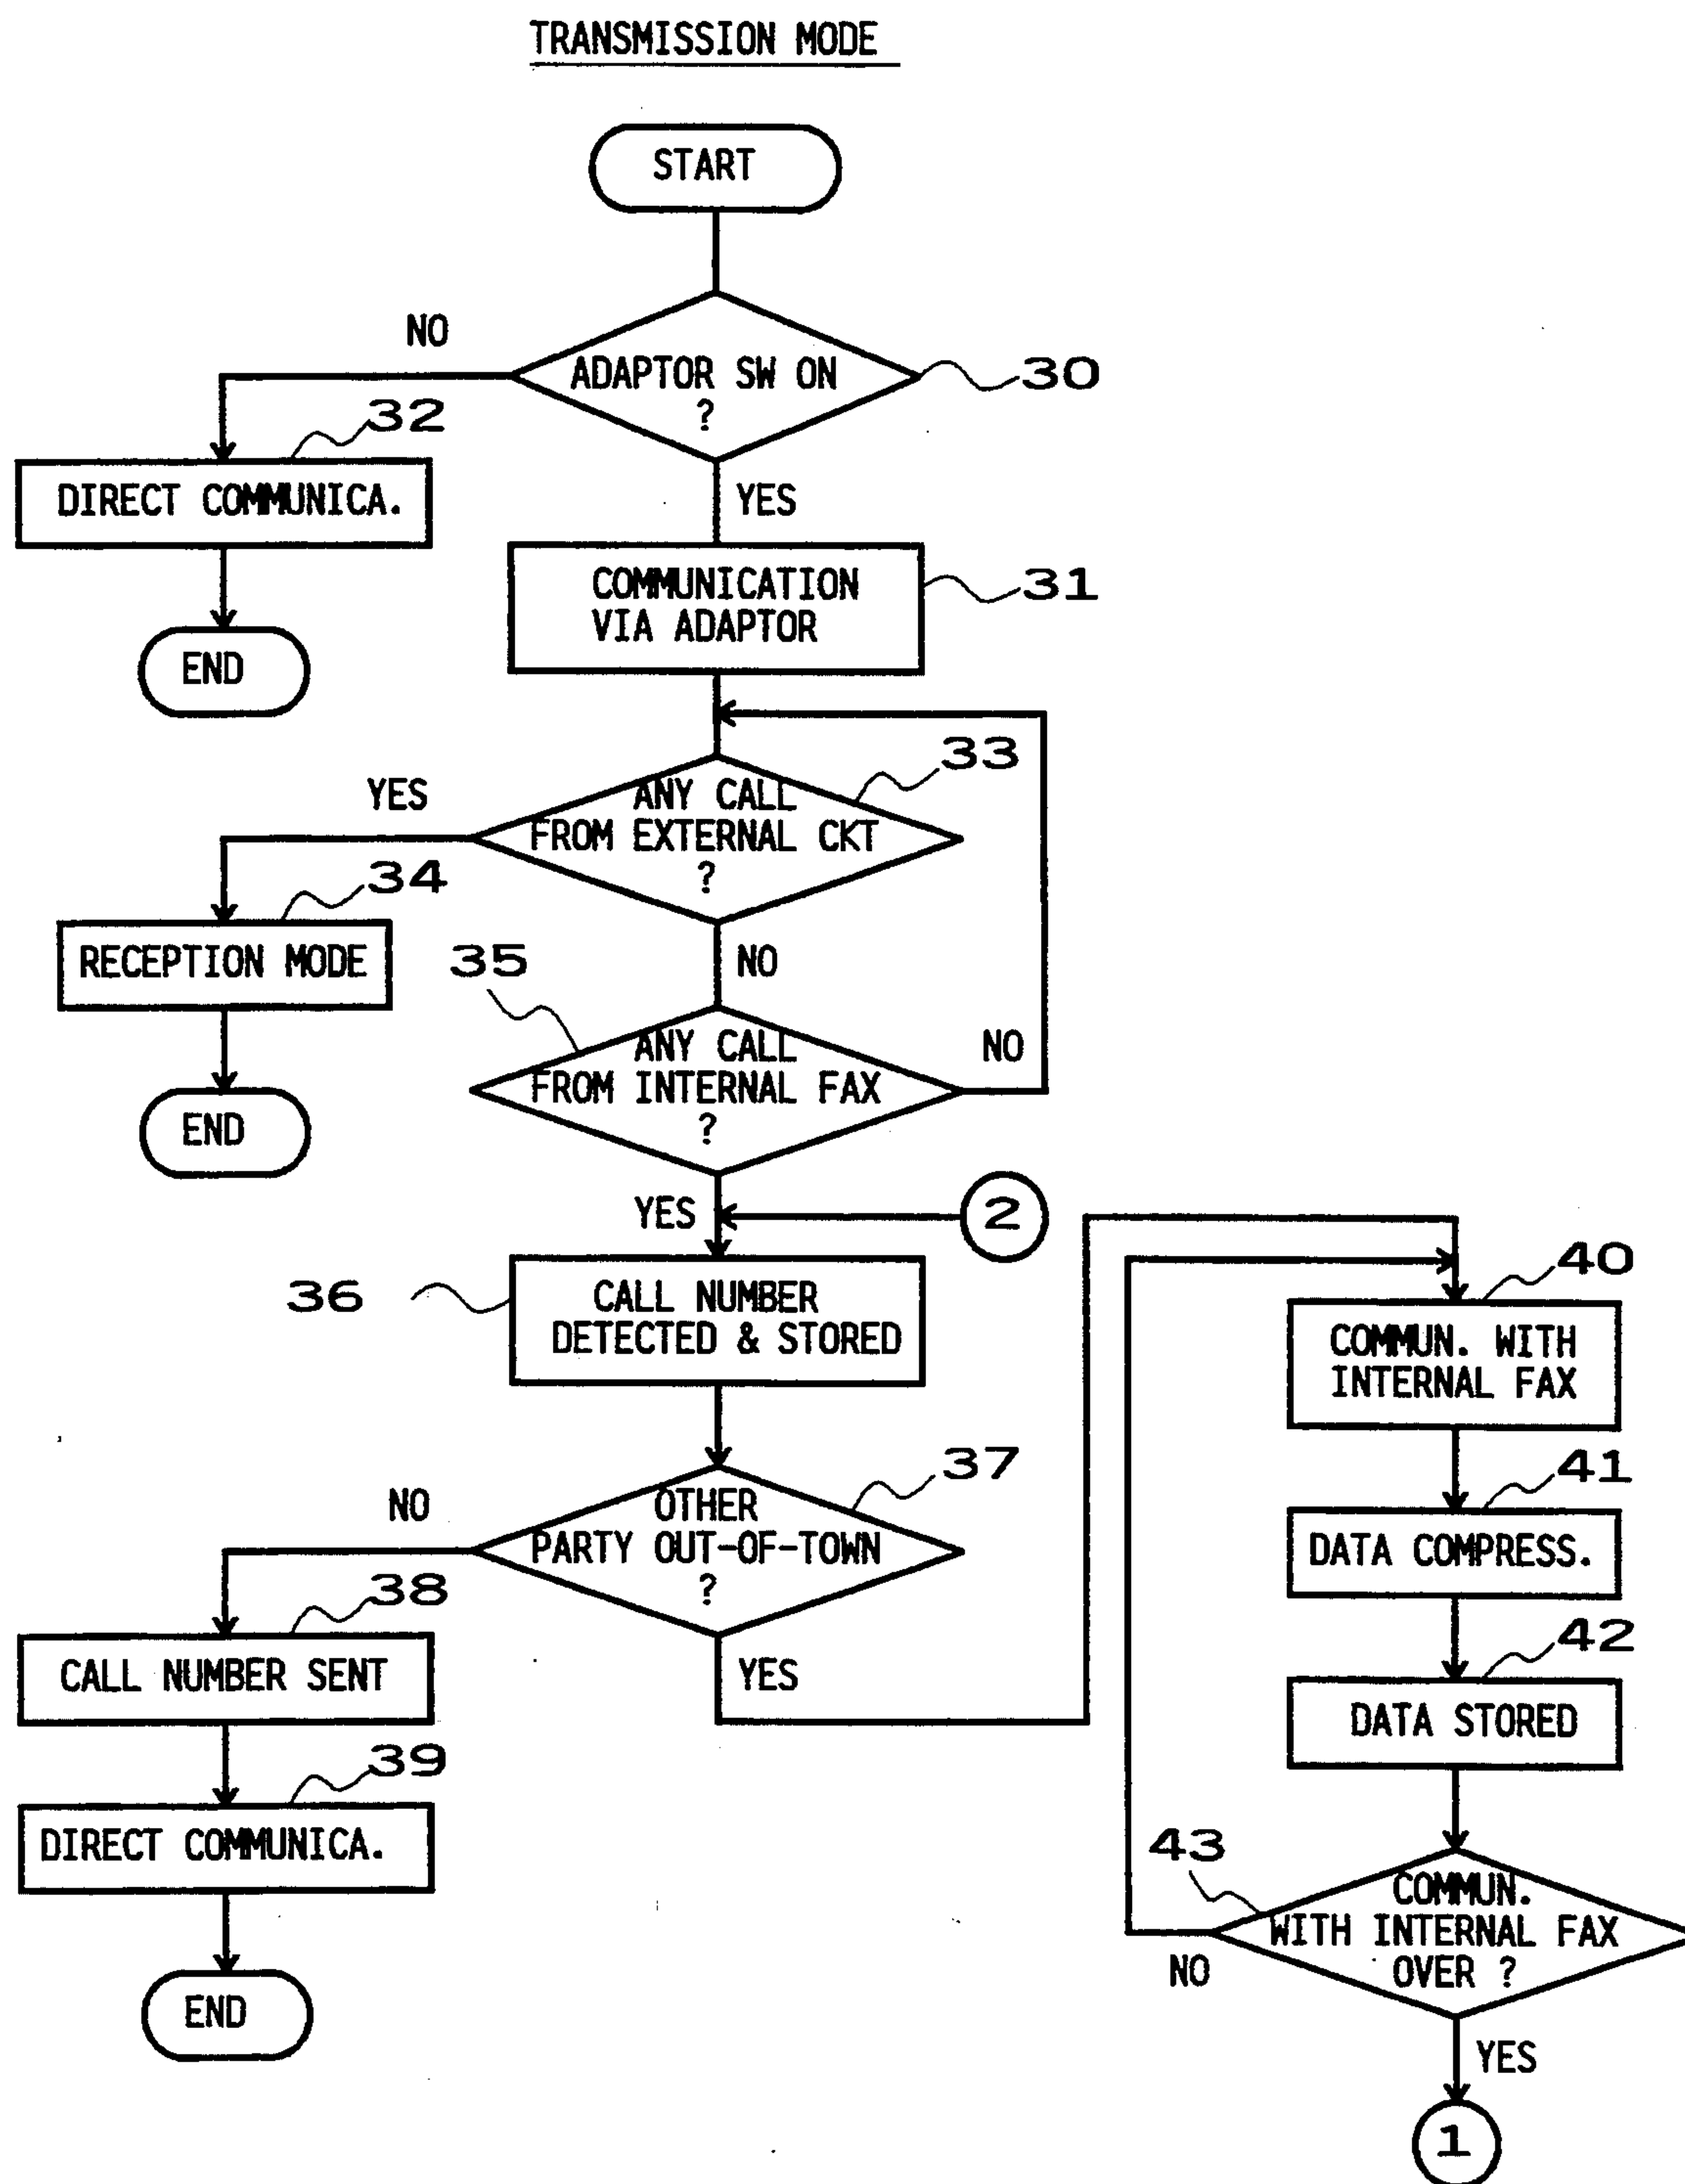 TRANSMISSION MODE
START
NO
ADAPTOR SW ON
?
30
32
DIRECT COMMUNICA.
YES
COMMUNICATION
VIA ADAPTOR
31
END
33
YES
ANY CALL
FROM EXTERNAL CKT
?
34
RECEPTION MODE
NO
35
ANY CALL
FROM INTERNAL FAX
?
NO
END
YES
2
36
CALL NUMBER
DETECTED & STORED
40
COMMUN. WITH
INTERNAL FAX
37
NO
OTHER
PARTY OUT-OF-TOWN
?
41
DATA COMPRESS.
38
CALL NUMBER SENT
YES
42
DATA STORED
39
DIRECT COMMUNICA.
43
COMMUN.
WITH INTERNAL FAX
OVER ?
NO
END
YES
1